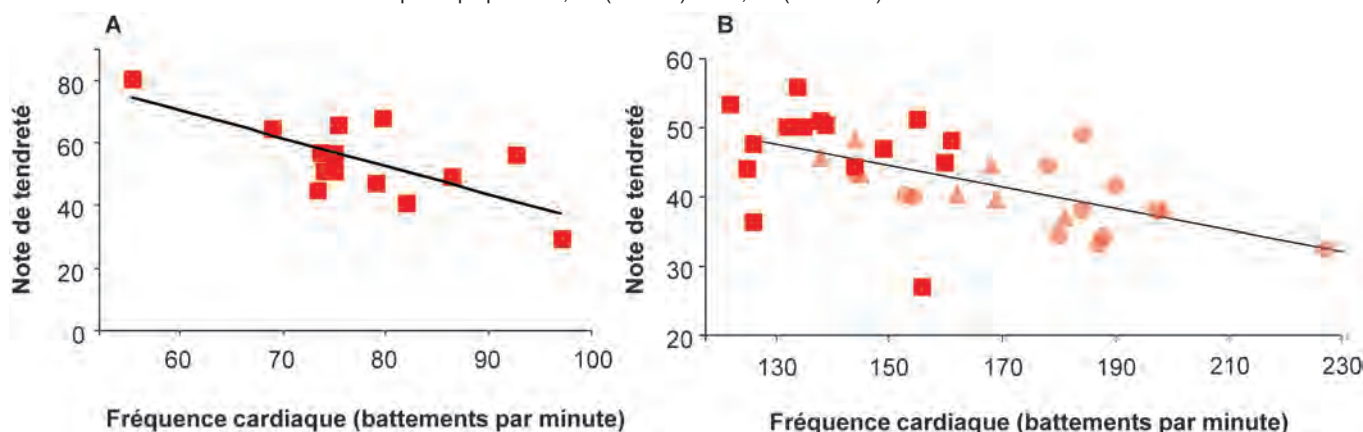 A
B
Note de tendreté
80
60
40
20
0
60 70 80 90 100
Fréquence cardiaque (battements par minute)
Note de tendreté
60
50
40
30
20
130 150 170 190 210 230
Fréquence cardiaque (battements par minute)